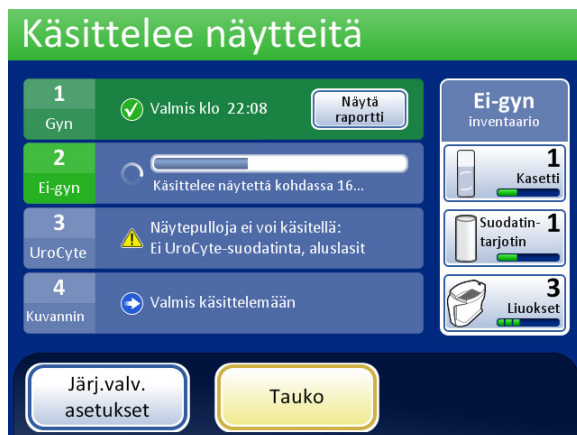 Käsittelee näytteitä
1
Gyn
Valmis klo 22:08
Näytä
raportti
2
Ei-gyn
Käsittelee näytettä kohdassa 16...
3
UroCyte
Näytepulloja ei voi käsitellä:
Ei UroCyte-suodatinta, aluslasit
4
Kuvannin
Valmis käsittelemään
Ei-gyn
inventaario
1
Kasetti
Suodatin- 1
tarjotin
3
Liuokset
Järj.valv.
asetukset
Tauko